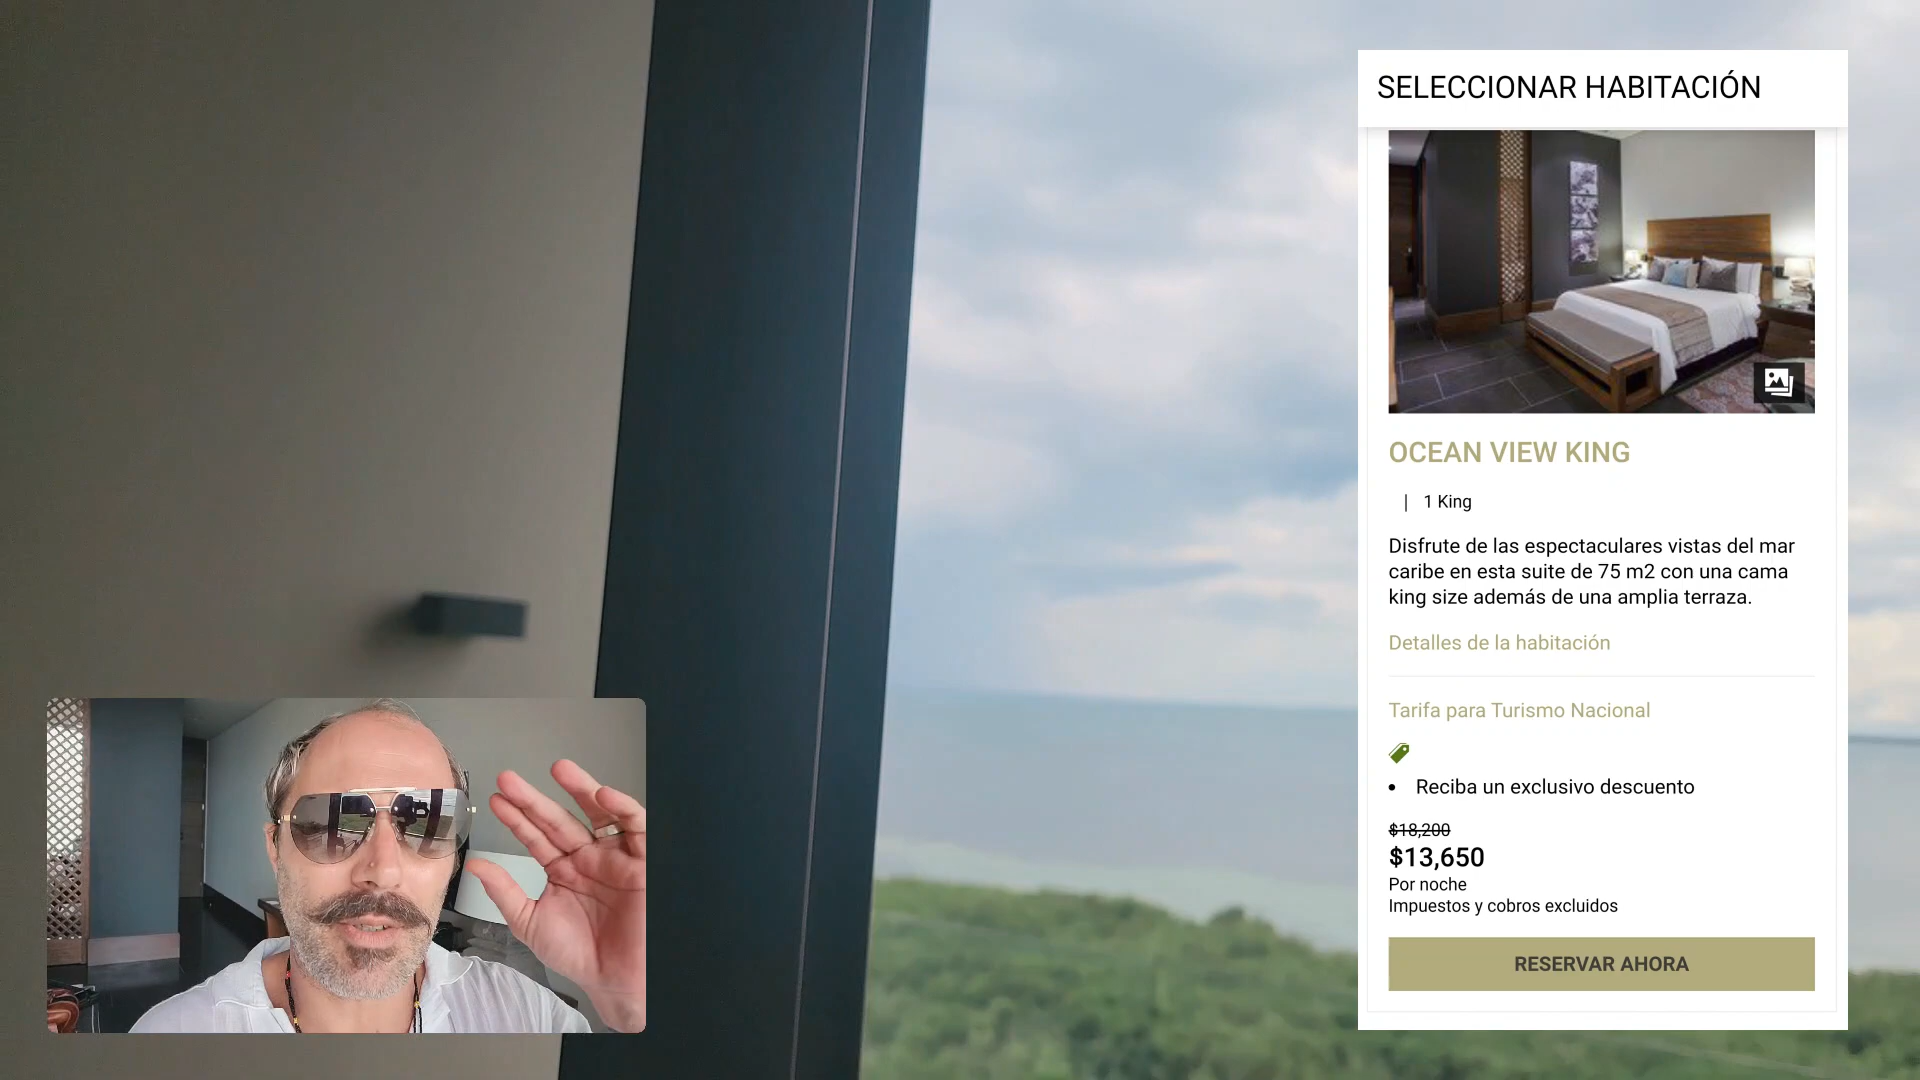 SELECCIONAR HABITACIÓN
OCEAN VIEW KING
| 1 King
Disfrute de las espectaculares vistas del mar
caribe en esta suite de 75 m2 con una cama
king size además de una amplia terraza.
Detalles de la habitación
Tarifa para Turismo Nacional
• Reciba un exclusivo descuento
$18,200
$13,650
Por noche
Impuestos y cobros excluidos
RESERVAR AHORA